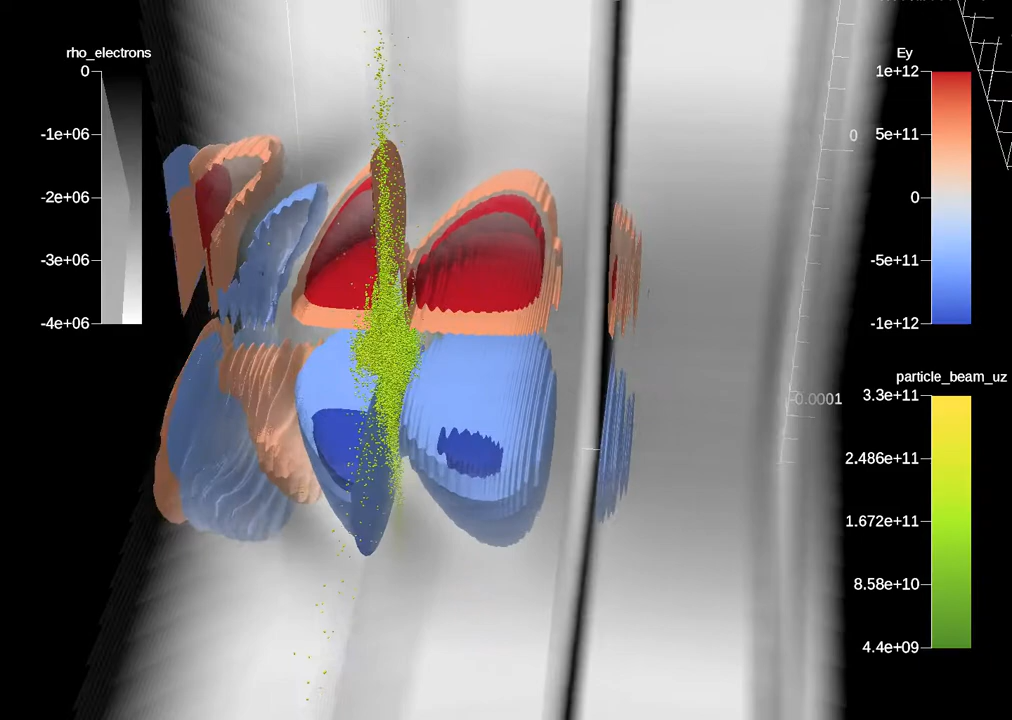 rho_electrons
0
-1e+06
-2e+06
-3e+06
-4e+06
Ey
1e+12
5e+11
0
-5e+11
-1e+12
particle_beam_uz
3.3e+11
2.486e+11
1.672e+11
8.58e+10
4.4e+09
0
-0.0001